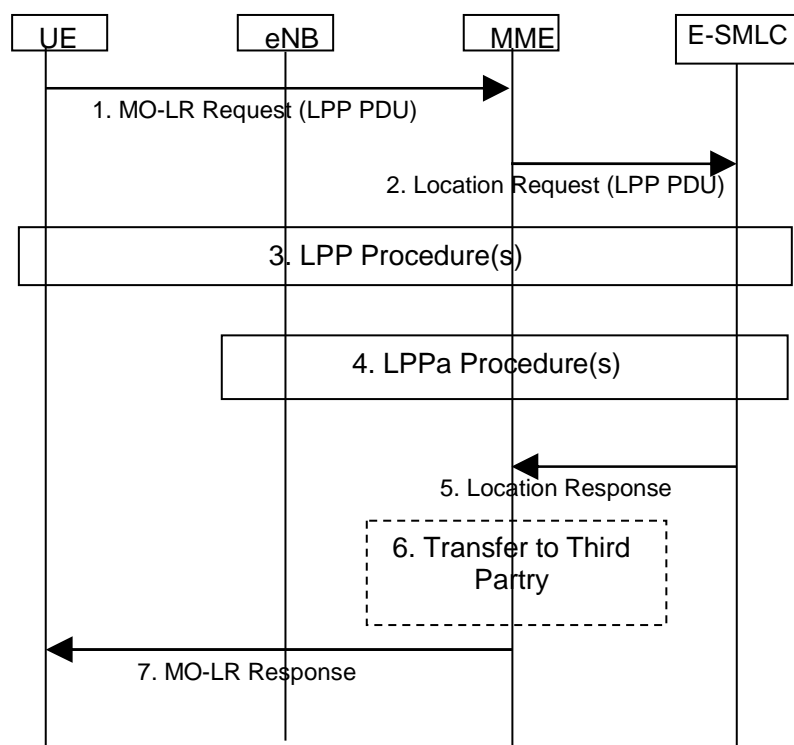 UE
eNB
MME
E-SMLC
1. MO-LR Request (LPP PDU)
2. Location Request (LPP PDU)
3. LPP Procedure(s)
4. LPPa Procedure(s)
5. Location Response
6. Transfer to Third
Partry
7. MO-LR Response